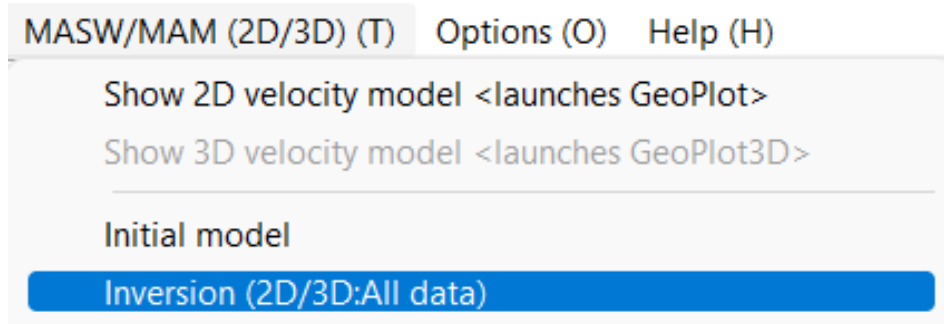 MASW/MAM (2D/3D) (T) Options (O) Help (H)
Show 2D velocity model <launches GeoPlot>
Show 3D velocity model <launches GeoPlot3D>
Initial model
Inversion (2D/3D:All data)